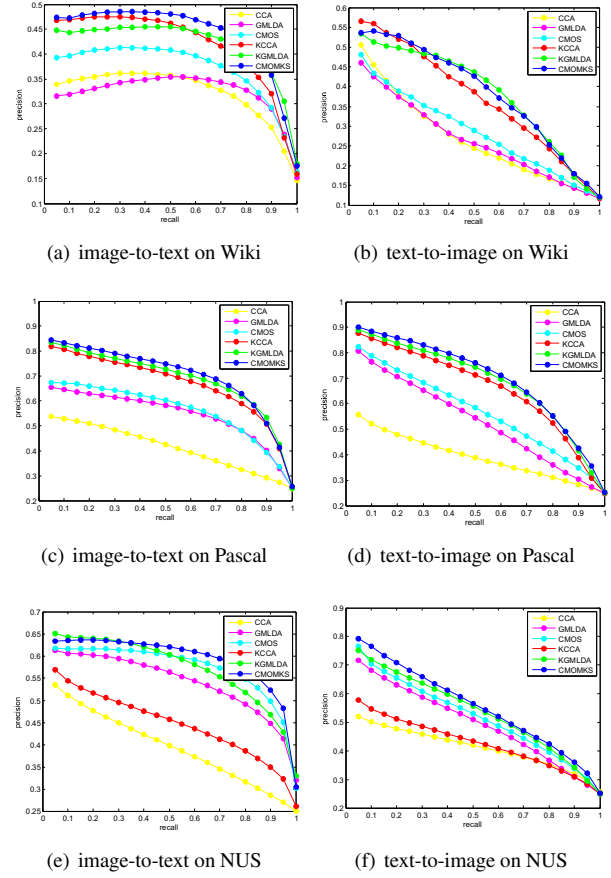 0.5
0.45
0.4
0.35
0.3
0.25
0.2
0.15
0.1
precision
0 0.1 0.2 0.3 0.4 0.5 0.6 0.7 0.8 0.9 1
recall
CCA
GMLDA
CMOS
KCCA
KGMLDA
CMOMKS
(a) image-to-text on Wiki
0.6
0.55
0.5
0.45
0.4
0.35
0.3
0.25
0.2
0.15
0.1
precision
0 0.1 0.2 0.3 0.4 0.5 0.6 0.7 0.8 0.9 1
recall
CCA
GMLDA
CMOS
KCCA
KGMLDA
CMOMKS
(b) text-to-image on Wiki
1
0.9
0.8
0.7
0.6
0.5
0.4
0.3
0.2
precision
0 0.1 0.2 0.3 0.4 0.5 0.6 0.7 0.8 0.9 1
recall
CCA
GMLDA
CMOS
KCCA
KGMLDA
CMOMKS
(c) image-to-text on Pascal
1
0.9
0.8
0.7
0.6
0.5
0.4
0.3
0.2
precision
0 0.1 0.2 0.3 0.4 0.5 0.6 0.7 0.8 0.9 1
recall
CCA
GMLDA
CMOS
KCCA
KGMLDA
CMOMKS
(d) text-to-image on Pascal
0.7
0.65
0.6
0.55
0.5
0.45
0.4
0.35
0.3
0.25
precision
0 0.1 0.2 0.3 0.4 0.5 0.6 0.7 0.8 0.9 1
recall
CCA
GMLDA
CMOS
KCCA
KGMLDA
CMOMKS
(e) image-to-text on NUS
0.9
0.8
0.7
0.6
0.5
0.4
0.3
0.2
precision
0 0.1 0.2 0.3 0.4 0.5 0.6 0.7 0.8 0.9 1
recall
CCA
GMLDA
CMOS
KCCA
KGMLDA
CMOMKS
(f) text-to-image on NUS